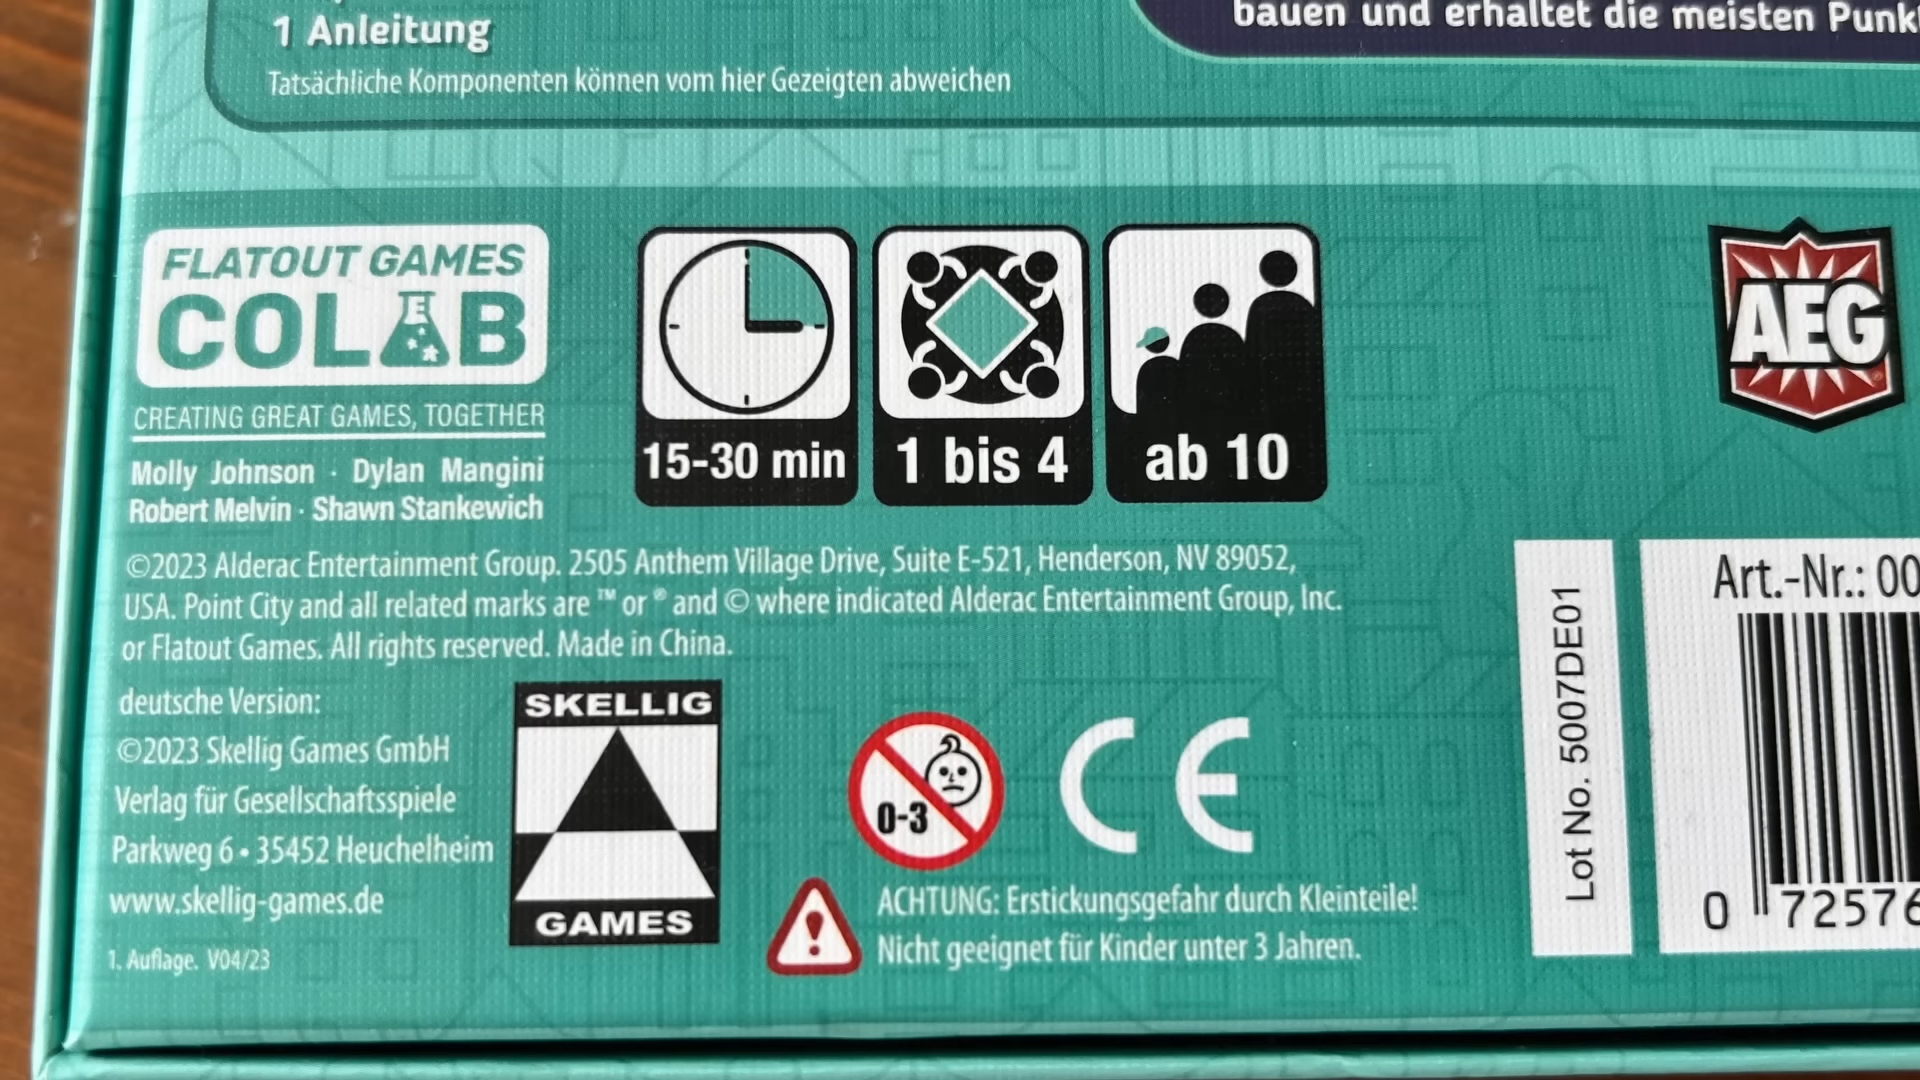 1 Anleitung
Tatsächliche Komponenten können vom hier Gezeigten abweichen
bauen und erhaltet die meisten
FLATOUT GAMES
COLAB
CREATING GREAT GAMES, TOGETHER
Molly Johnson · Dylan Mangini
Robert Melvin · Shawn Stankewich
15-30 min
1 bis 4
ab 10
AEG
©2023 Alderac Entertainment Group. 2505 Anthem Village Drive, Suite E-521, Henderson, NV 89052,
USA. Point City and all related marks are ™ or ® and © where indicated Alderac Entertainment Group, Inc.
or Flatout Games. All rights reserved. Made in China.
deutsche Version:
©2023 Skellig Games GmbH
Verlag für Gesellschaftsspiele
Parkweg 6 • 35452 Heuchelheim
www.skellig-games.de
1. Auflage. V04/23
SKELLIG
GAMES
0-3
CE
ACHTUNG: Erstickungsgefahr durch Kleinteile!
Nicht geeignet für Kinder unter 3 Jahren.
Lot No. 5007DE01
Art.-Nr.: 00
0 72576